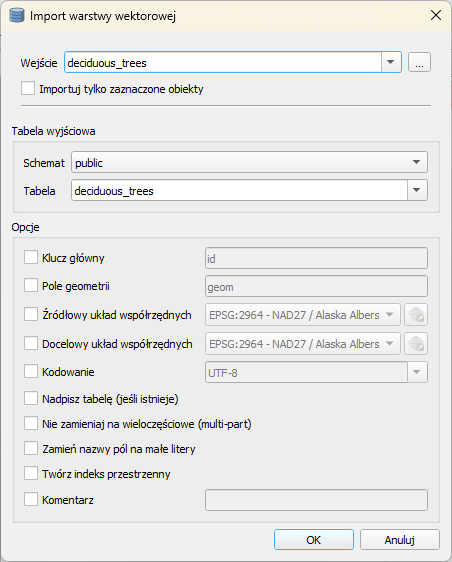 Import warstwy wektorowej
Wejście deciduous_trees ...
Importuj tylko zaznaczone obiekty
Tabela wyjściowa
Schemat public
Tabela deciduous_trees
Opcje
Klucz główny id
Pole geometrii geom
Źródłowy układ współrzędnych EPSG:2964 - NAD27 / Alaska Albers
Docelowy układ współrzędnych EPSG:2964 - NAD27 / Alaska Albers
Kodowanie UTF-8
Nadpisz tabelę (jeśli istnieje)
Nie zamieniaj na wieloczęściowe (multi-part)
Zamień nazwy pól na małe litery
Twórz indeks przestrzenny
Komentarz
OK Anuluj